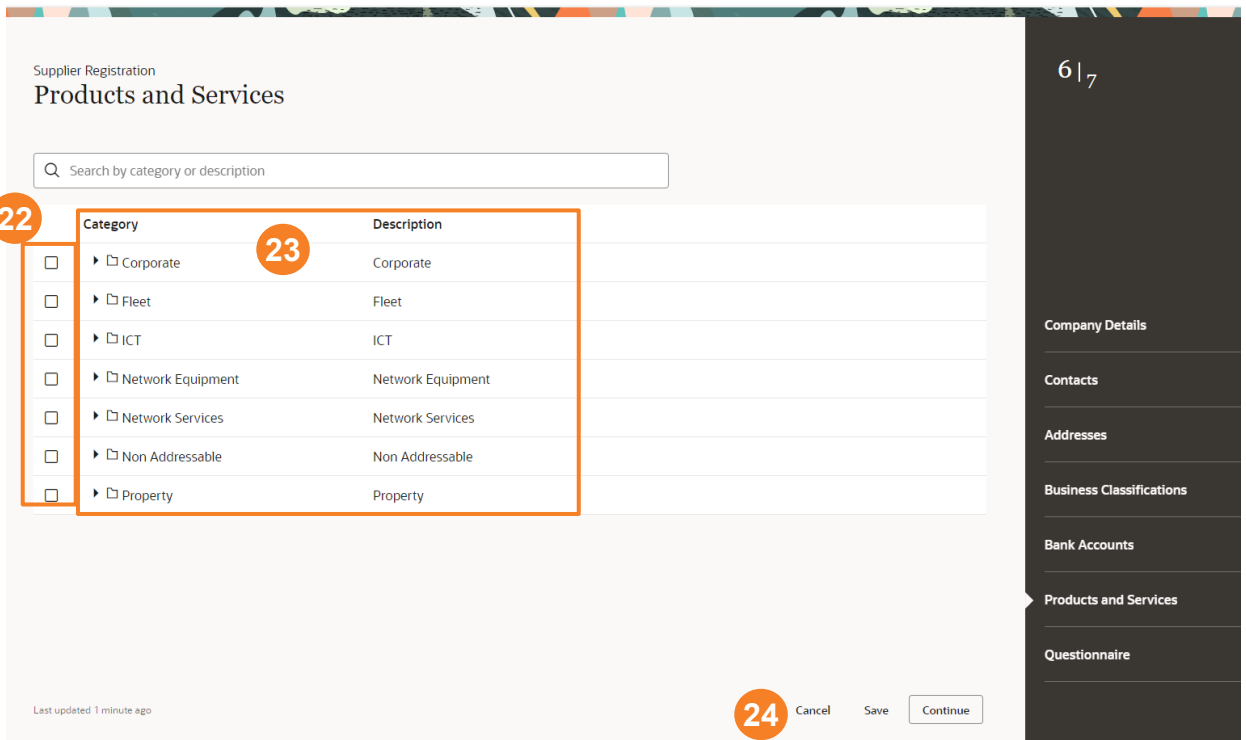 Supplier Registration
Products and Services
6|7
Search by category or description
22
Category Description
23
Corporate Corporate
Fleet Fleet
ICT ICT
Network Equipment Network Equipment
Network Services Network Services
Non Addressable Non Addressable
Property Property
Company Details
Contacts
Addresses
Business Classifications
Bank Accounts
Products and Services
Questionnaire
Last updated 1 minute ago
24
Cancel Save Continue